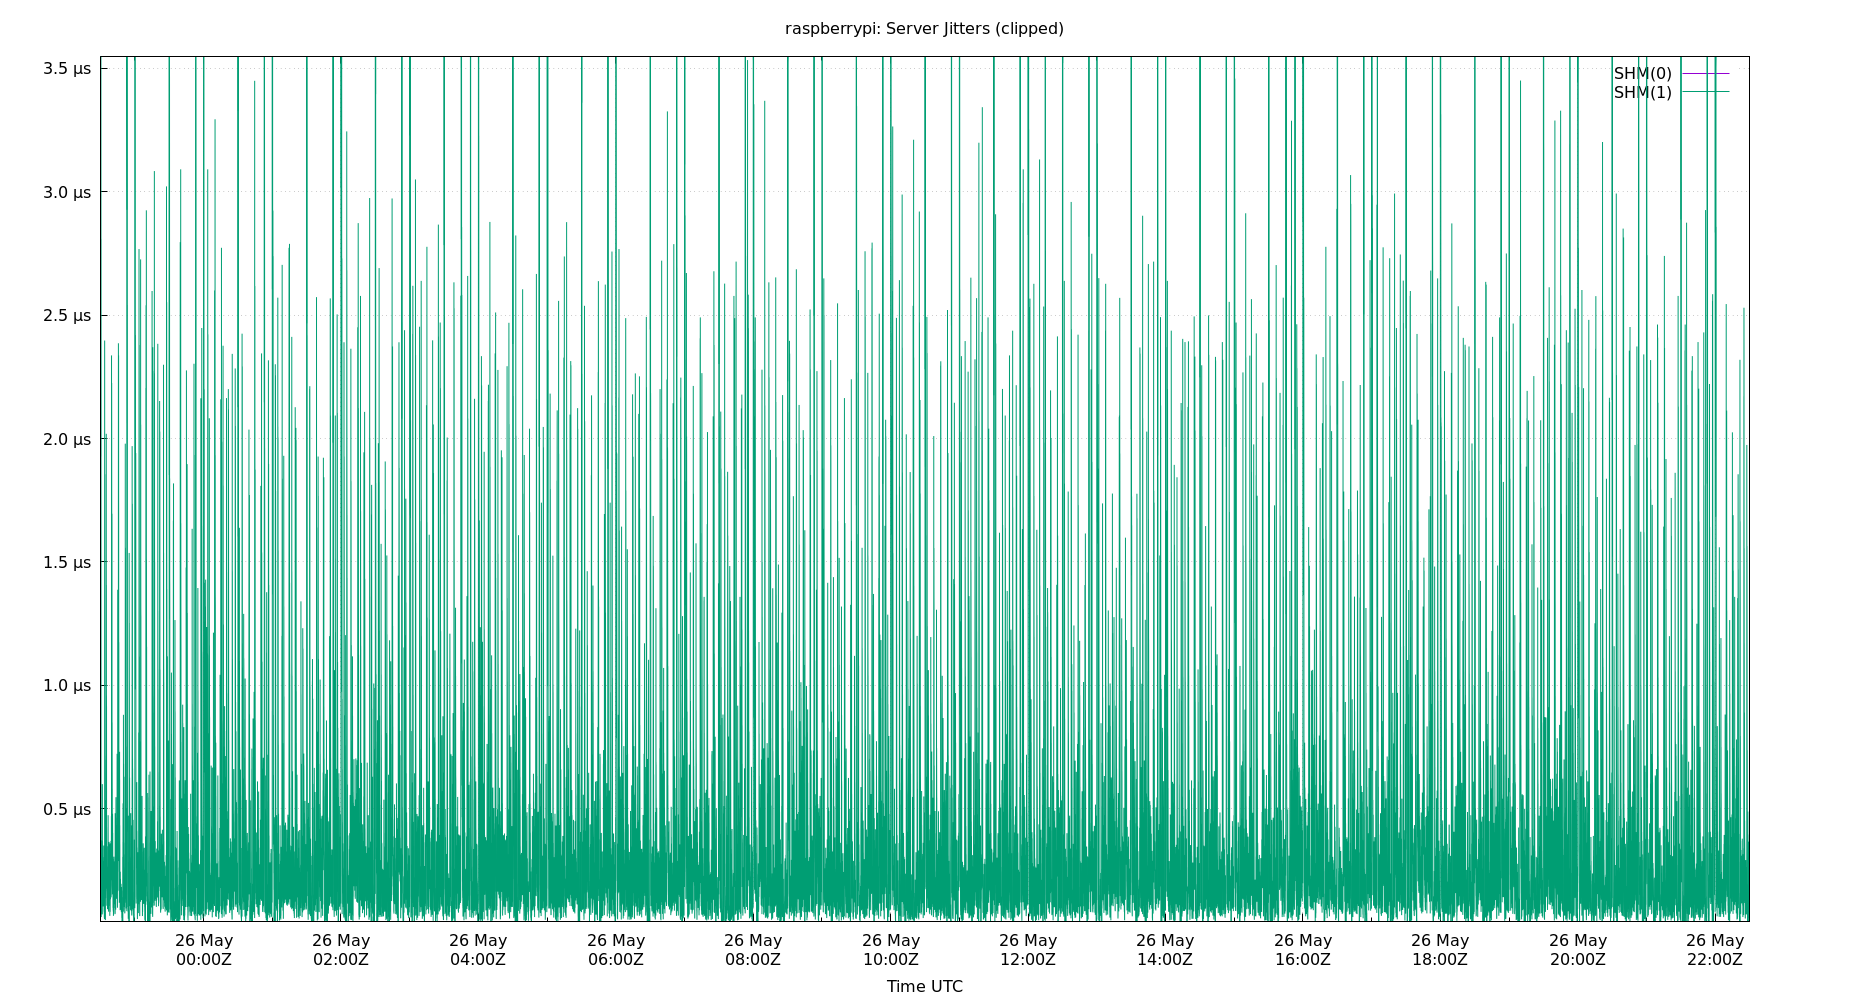 raspberrypi: Server Jitters (clipped)
3.5 μs
3.0 μs
2.5 μs
2.0 μs
1.5 μs
1.0 μs
0.5 μs
SHM(0)
SHM(1)
26 May 26 May 26 May 26 May 26 May 26 May 26 May 26 May 26 May 26 May 26 May 26 May
00:00Z 02:00Z 04:00Z 06:00Z 08:00Z 10:00Z 12:00Z 14:00Z 16:00Z 18:00Z 20:00Z 22:00Z
Time UTC